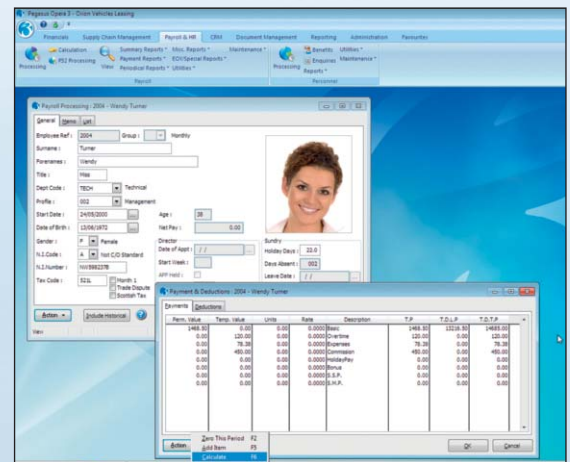 Pegasus Opera 3 - Orion Vehicles Leasing
Financials Supply Chain Management Payroll & HR CRM Document Management Reporting Administration Favourites
Processing
Calculation
P32 Processing
View
Summary Reports
Payment Reports
Periodical Reports
Misc. Reports
EOY/Special Reports
Utilities
Maintenance
Payroll
Processing
Benefits
Enquiries
Reports
Utilities
Maintenance
Personnel
Payroll Processing : 2004 - Wendy Turner
General Items List
Employee Ref : 2004 Group : Monthly
Surname : Turner
Forenames : Wendy
Title : Miss
Dept Code : TECH Technical
Profile : 002 Management
Start Date : 24/05/2000 Age :
Date of Birth : Net Pay : 0.00
Gender : F Female
N.I.Code : A Not C/O Standard
N.I.Number :
Tax Code : 521L
Month 1
Trade Dispute
Scottish Tax
Director
Date of Appt : / /
Start Week :
APP Held :
Sundry
Holiday Days : 22.0
Days Absent : 002
Leave Date : / /
Action Include Historical
View
Payment & Deductions : 2004 - Wendy Turner
Payments Deductions
Perm. Value Temp. Value Units Rate Description T.P T.D.L.P T.D.T.P
1468.50 0.00 0.00 0.0000 Basic 1468.50 13216.50 14685.00
0.00 120.00 0.00 0.0000 Overtime 120.00 0.00 120.00
0.00 78.38 0.00 0.0000 Expenses 78.38 0.00 78.38
0.00 450.00 0.00 0.0000 Commission 450.00 0.00 450.00
0.00 0.00 0.00 0.0000 HolidayPay 0.00 0.00 0.00
0.00 0.00 0.00 0.0000 Bonus 0.00 0.00 0.00
0.00 0.00 0.00 0.0000 S.S.P. 0.00 0.00 0.00
0.00 0.00 0.00 0.0000 S.M.P. 0.00 0.00 0.00
Action
Zero This Period F2
Add Item F5
Calculate F6
OK Cancel